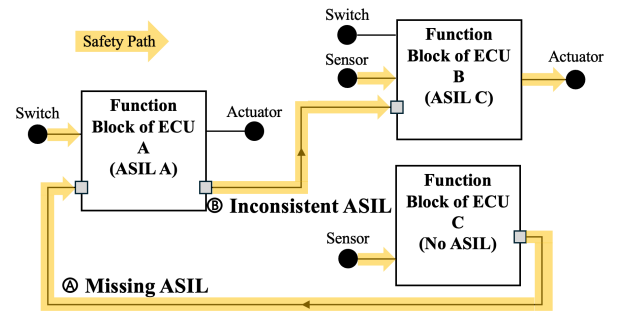 Safety Path
Switch
Function
Block of ECU
A
(ASIL A)
Actuator
Switch
Sensor
Function
Block of ECU
B
(ASIL C)
Actuator
Ⓑ Inconsistent ASIL
Function
Block of ECU
C
(No ASIL)
Sensor
Ⓐ Missing ASIL